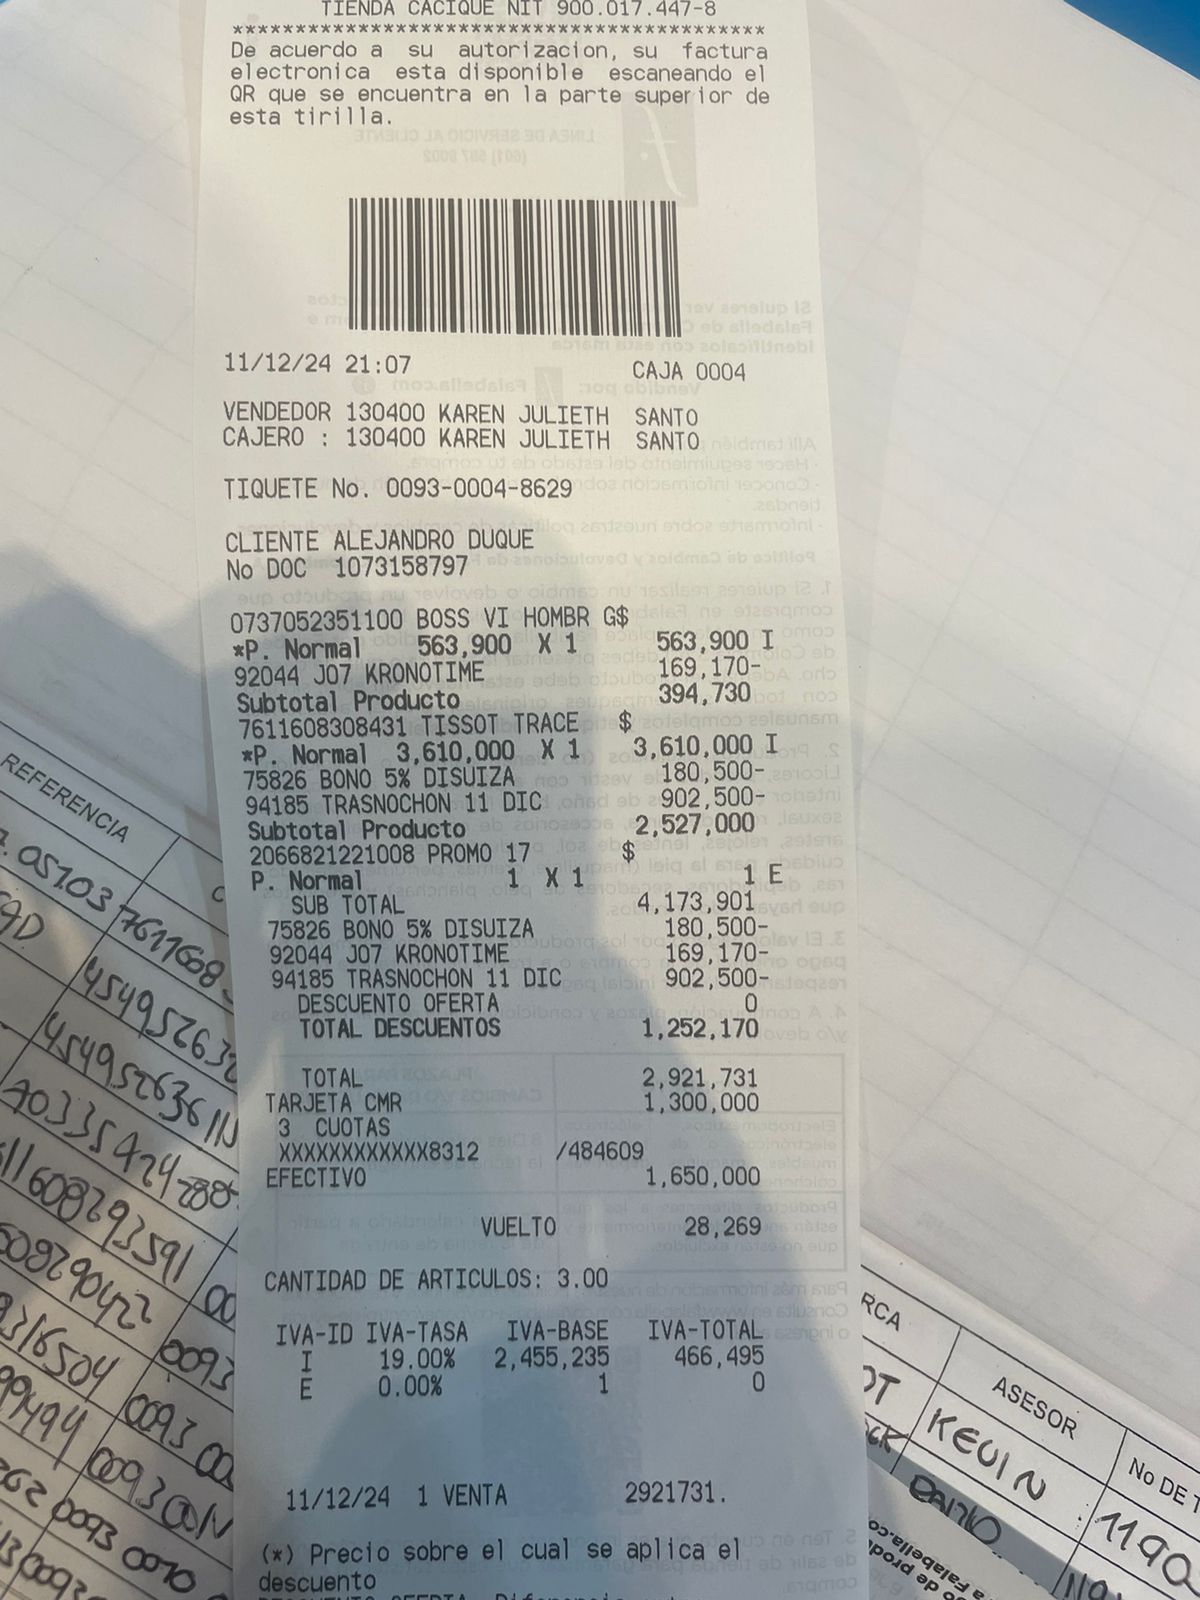 TIENDA CACIQUE NIT 900.017.447-8
******************************************
De acuerdo a su autorizacion, su factura
electronica esta disponible escaneando el
QR que se encuentra en la parte superior de
esta tirilla.
11/12/24 21:07 CAJA 0004
VENDEDOR 130400 KAREN JULIETH SANTO
CAJERO : 130400 KAREN JULIETH SANTO
TIQUETE No. 0093-0004-8629
CLIENTE ALEJANDRO DUQUE
No DOC 1073158797
0737052351100 BOSS VI HOMBR G$
*P. Normal 563,900 X 1 563,900 I
92044 J07 KRONOTIME 169,170-
Subtotal Producto 394,730
7611608308431 TISSOT TRACE $
*P. Normal 3,610,000 X 1 3,610,000 I
75826 BONO 5% DISUIZA 180,500-
94185 TRASNOCHON 11 DIC 902,500-
Subtotal Producto 2,527,000
2066821221008 PROMO 17 $
P. Normal 1 X 1 1 E
SUB TOTAL 4,173,901
75826 BONO 5% DISUIZA 180,500-
92044 J07 KRONOTIME 169,170-
94185 TRASNOCHON 11 DIC 902,500-
DESCUENTO OFERTA 0
TOTAL DESCUENTOS 1,252,170
TOTAL 2,921,731
TARJETA CMR 1,300,000
3 CUOTAS
XXXXXXXXXXXX8312 /484609
EFECTIVO 1,650,000
VUELTO 28,269
CANTIDAD DE ARTICULOS: 3.00
IVA-ID IVA-TASA IVA-BASE IVA-TOTAL
I 19.00% 2,455,235 466,495
E 0.00% 1 0
11/12/24 1 VENTA 2921731.
(*) Precio sobre el cual se aplica el
descuento
REFERENCIA
ASESOR
No DE
KEVIN
0093
0093
0093 00
0093 0070